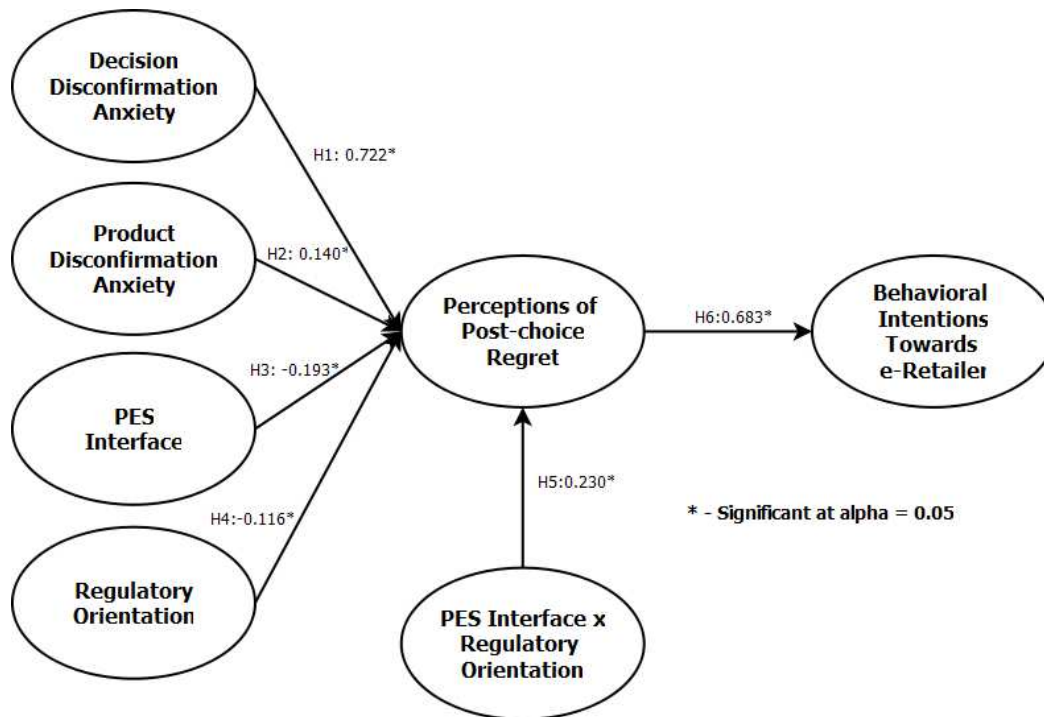 Decision
Disconfirmation
Anxiety
H1: 0.722*
Product
Disconfirmation
Anxiety
H2: 0.140*
Perceptions of
Post-choice
Regret
H6:0.683*
Behavioral
Intentions
Towards
e-Retailer
PES
Interface
H3: -0.193*
H4:-0.116*
H5:0.230*
* - Significant at alpha = 0.05
Regulatory
Orientation
PES Interface x
Regulatory
Orientation